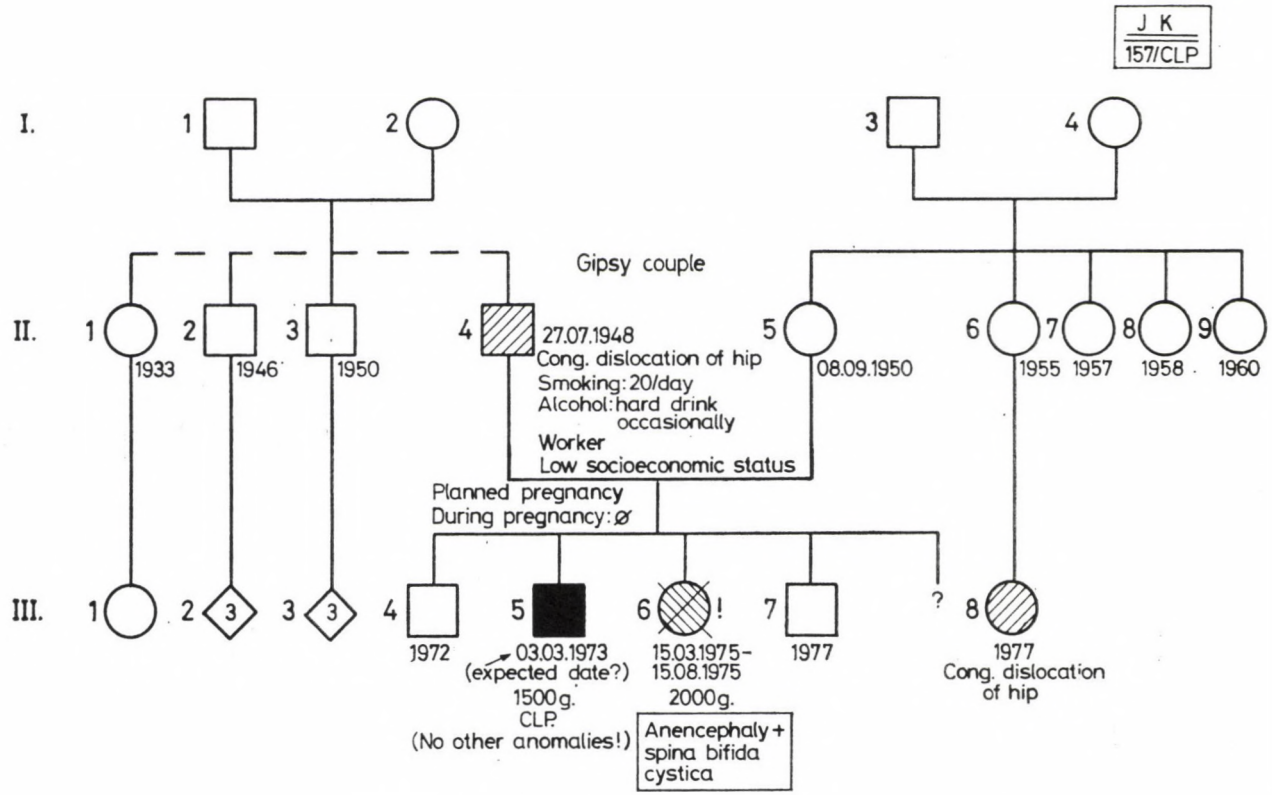 J K
157/CLP
I.
1
2
3
4
Gipsy couple
II.
1
2
3
4
5
6
7
8
9
1933
1946
1950
27.07.1948
Cong. dislocation of hip
Smoking: 20/day
Alcohol: hard drink
occasionally
Worker
Low socioeconomic status
08.09.1950
1955
1957
1958
1960
Planned pregnancy
During pregnancy: ø
III.
1
2
3
3
3
4
5
6
!
7
?
8
1972
03.03.1973
(expected date?)
1500g.
CLP.
(No other anomalies!)
15.03.1975-
15.08.1975
2000g.
Anencephaly +
spina bifida
cystica
1977
1977
Cong. dislocation
of hip